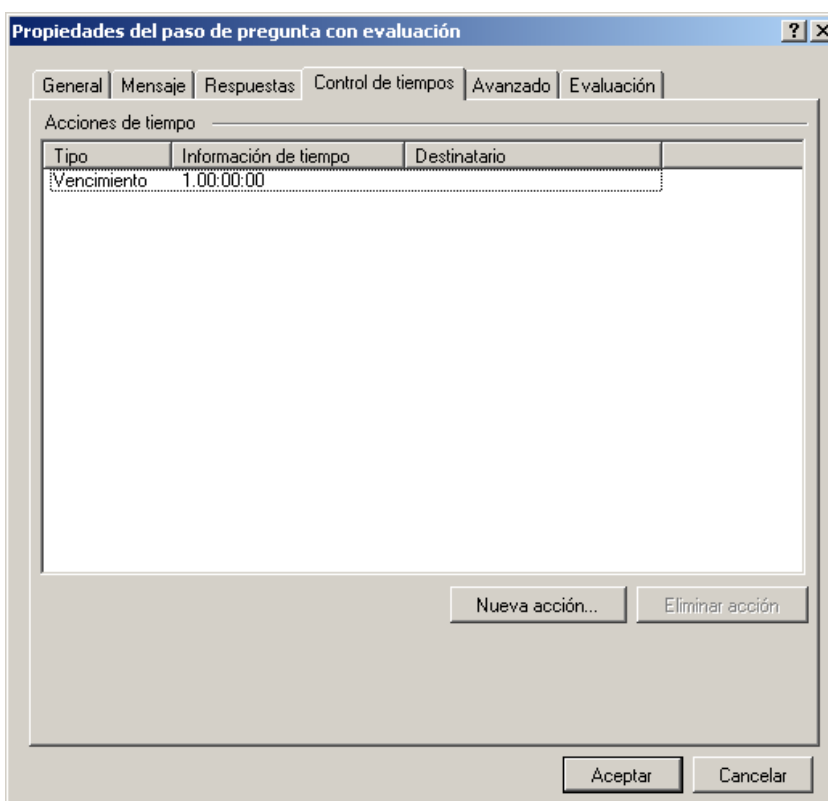 Propiedades del paso de pregunta con evaluación
General Mensaje Respuestas Control de tiempos Avanzado Evaluación
Acciones de tiempo
Tipo Información de tiempo Destinatario
Vencimiento 1.00:00:00
Nueva acción... Eliminar acción
Aceptar Cancelar